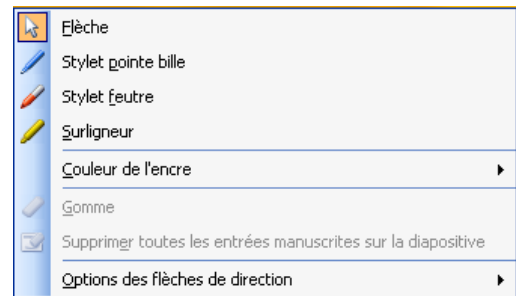 Flèche
Stylet pointe bille
Stylet feutre
Surligneur
Couleur de l'encre
Gomme
Supprimer toutes les entrées manuscrites sur la diapositive
Options des flèches de direction